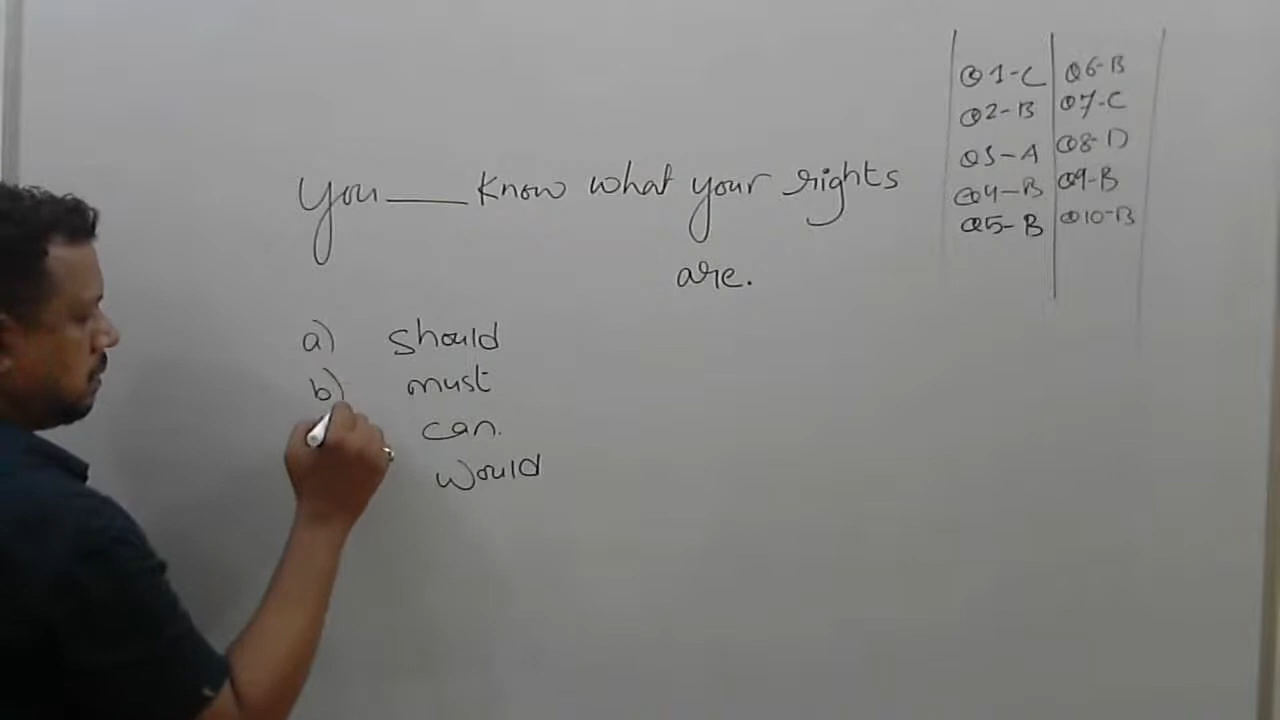 You ____ know what your rights
are.
a) should
b) must
can.
would
Q1-C
Q2-B
Q3-A
Q4-B
Q5-B
Q6-B
Q7-C
Q8-D
Q9-B
Q10-B